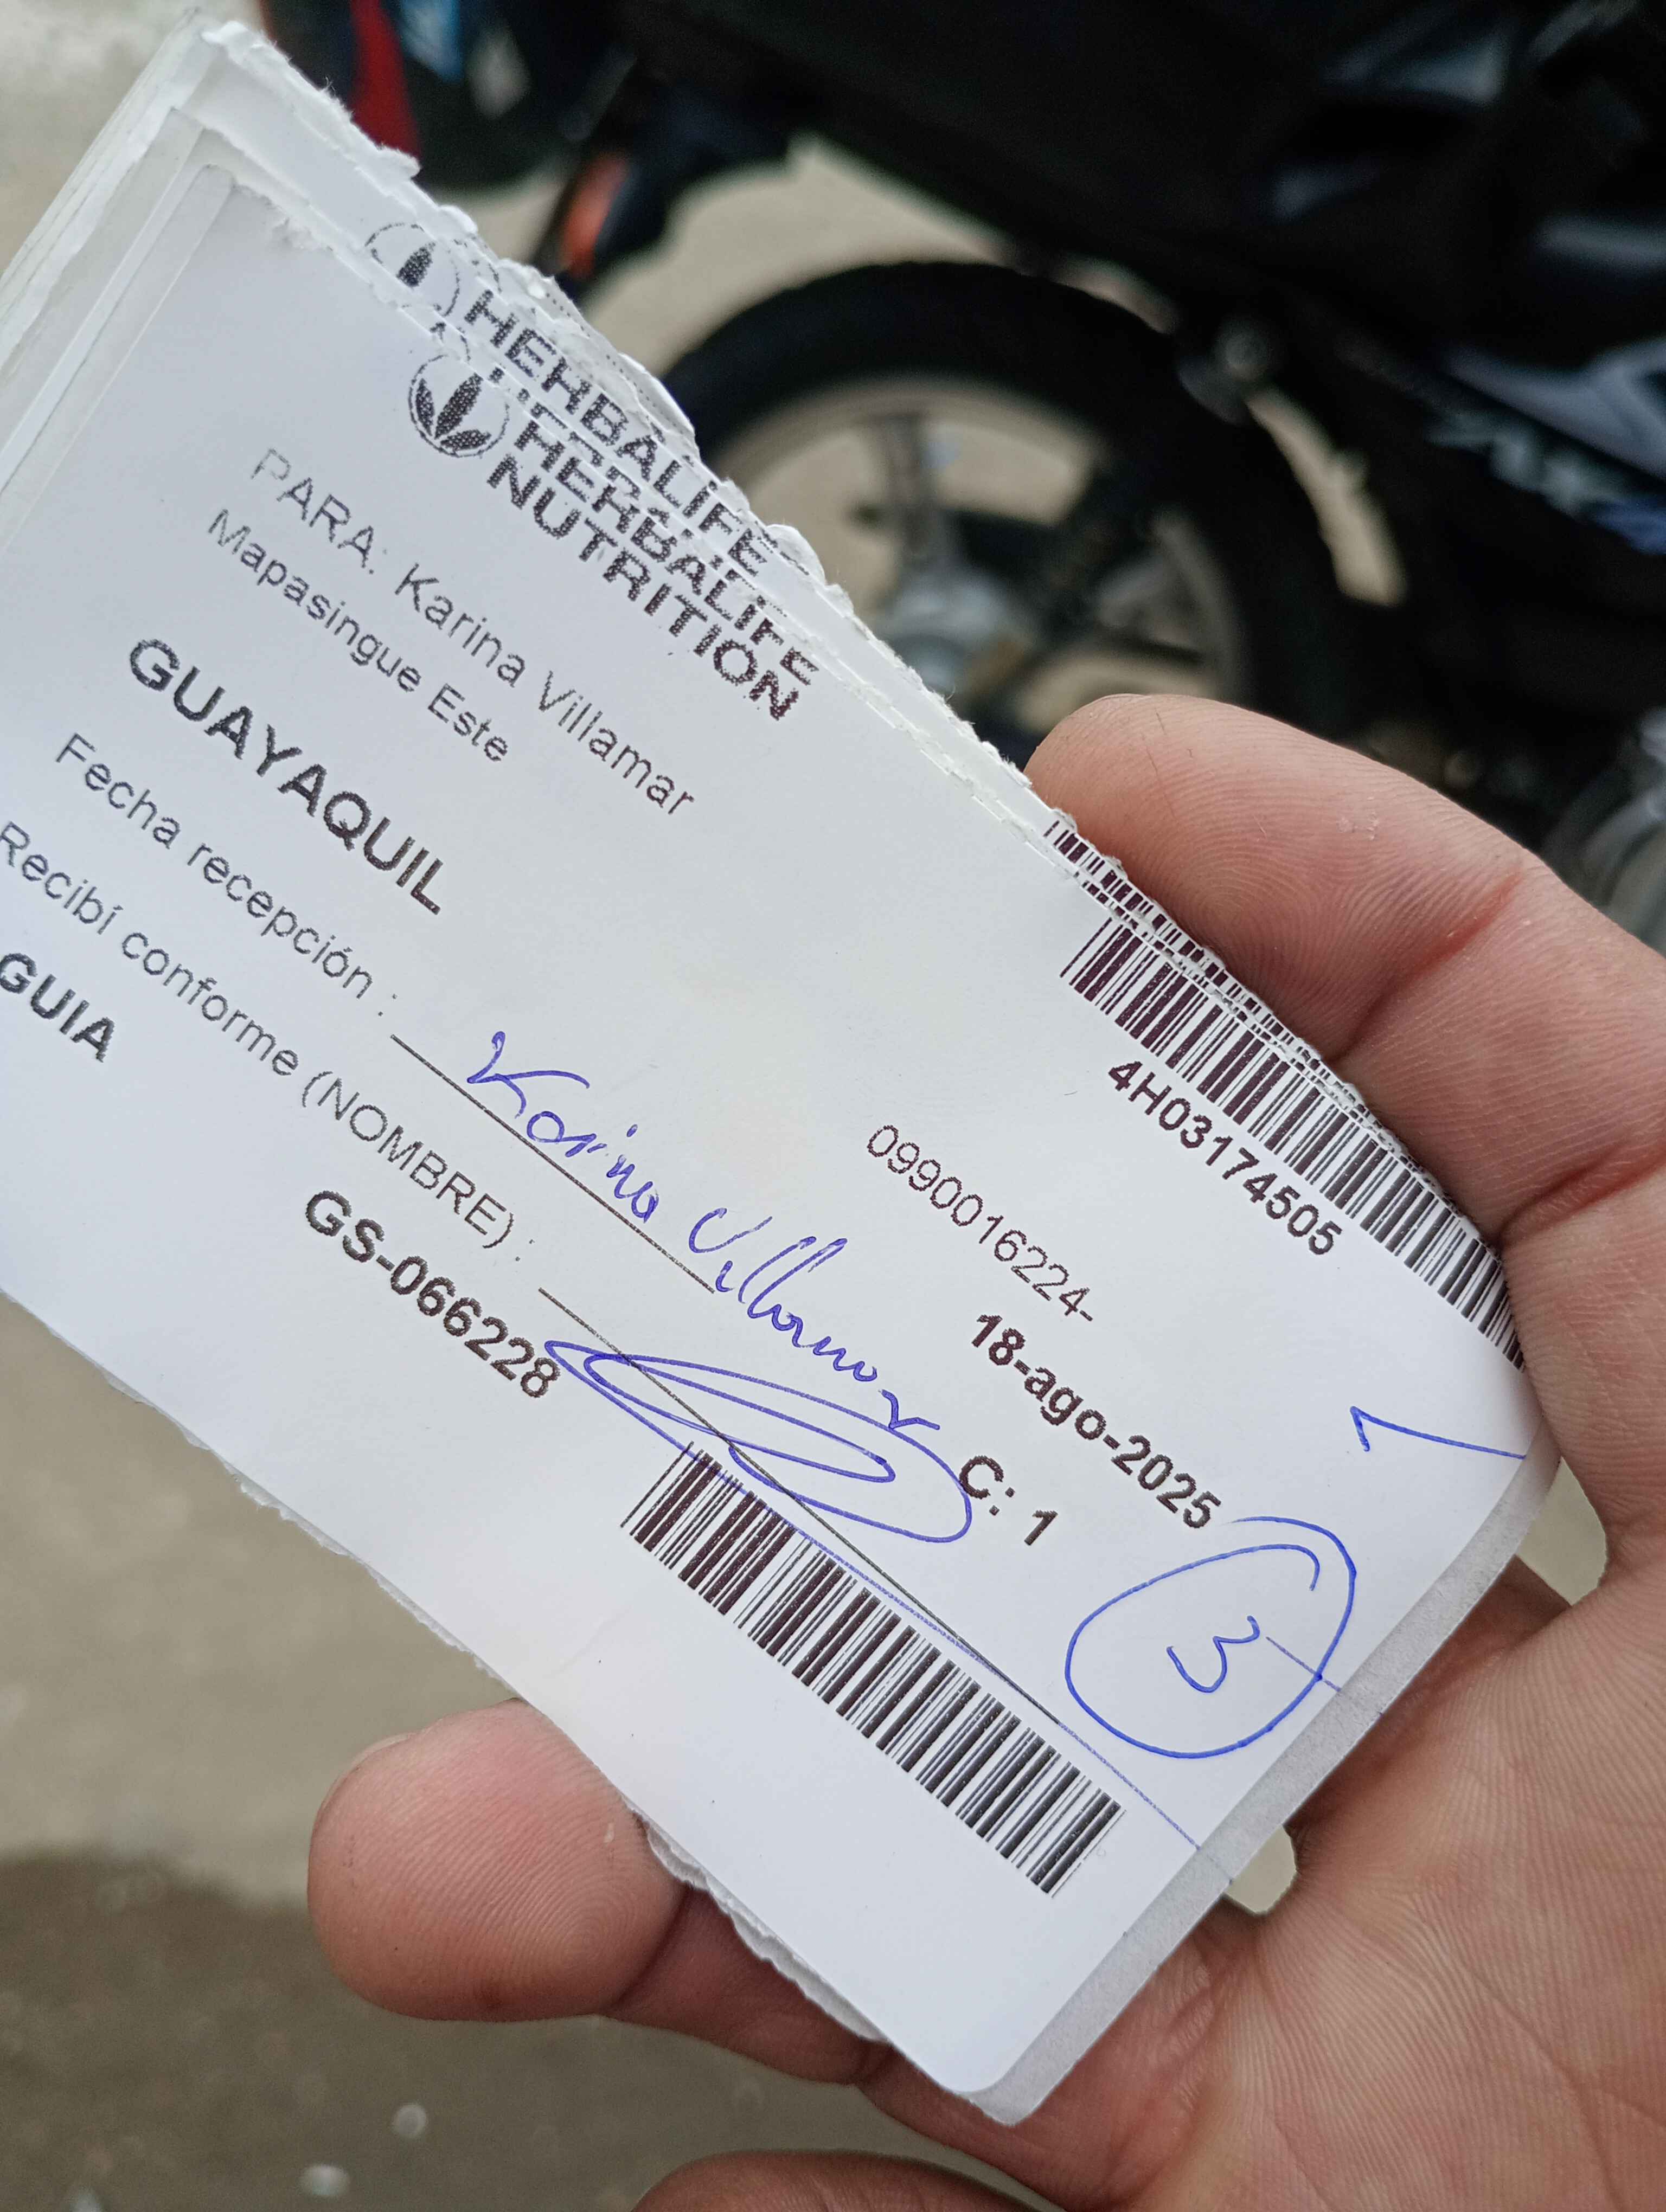 HERBALIFE
HERBALIFE
NUTRITION
4H03174505
PARA: Karina Villamar
Mapasingue Este
0990016224-
GUAYAQUIL
18-ago-2025
Fecha recepción :
Karina Villamar
C: 1
3
Recibí conforme (NOMBRE) :
GUIA
GS-066228